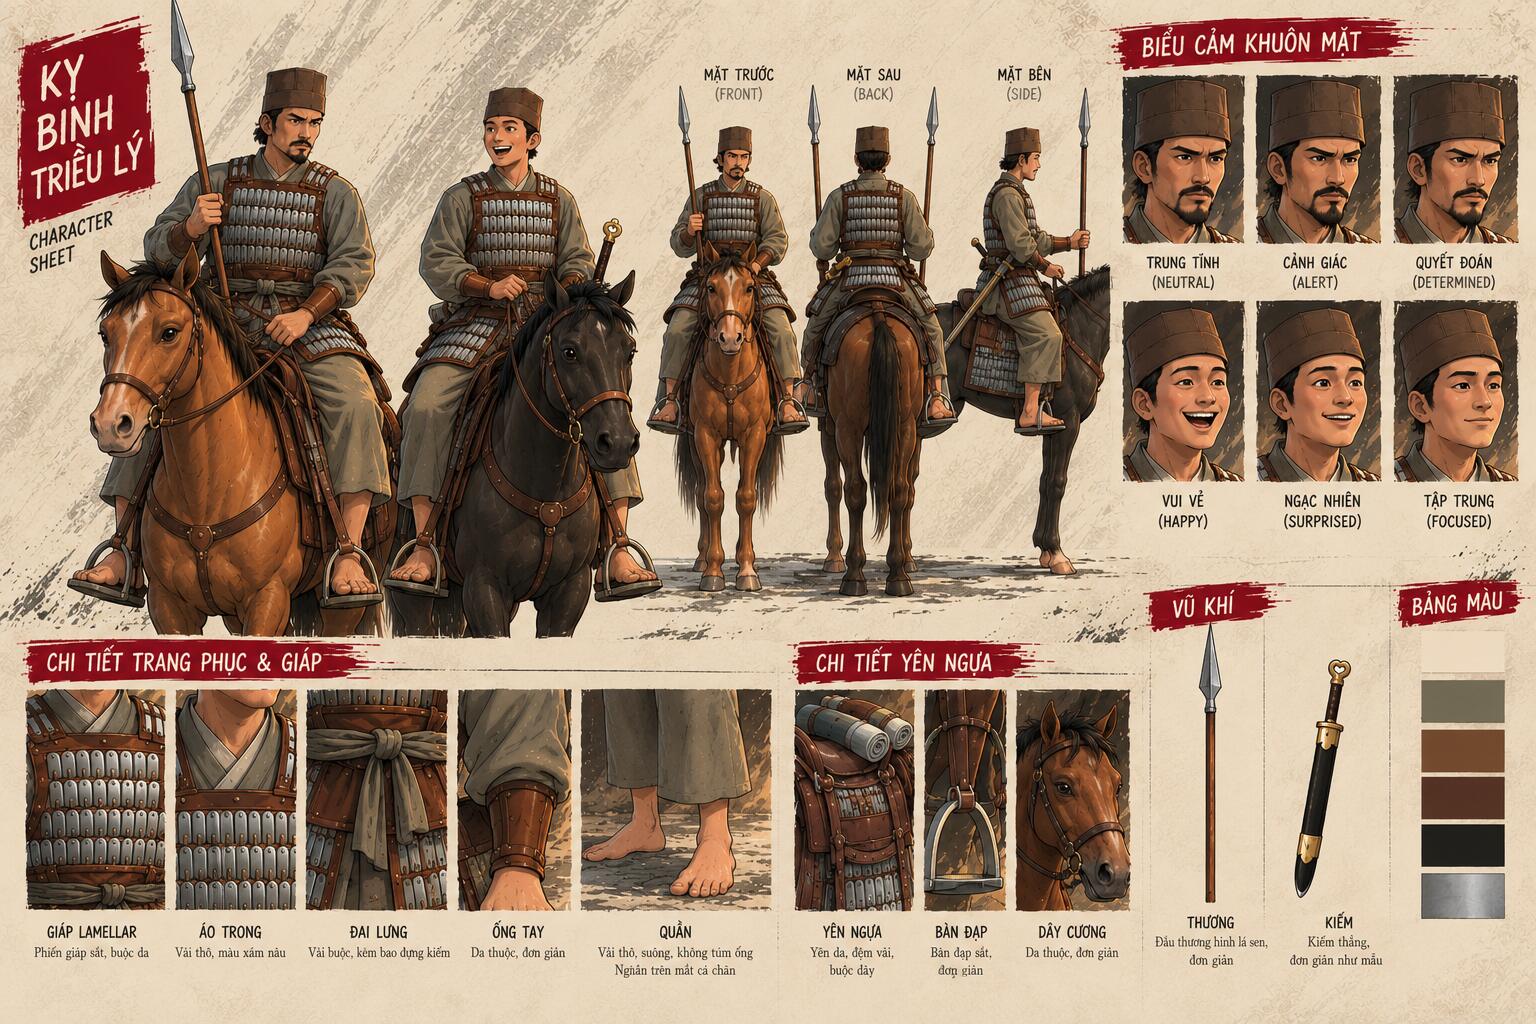 KỴ
BINH
TRIỀU LÝ
CHARACTER
SHEET
MẶT TRƯỚC
(FRONT)
MẶT SAU
(BACK)
MẶT BÊN
(SIDE)
BIỂU CẢM KHUÔN MẶT
TRUNG TĨNH
(NEUTRAL)
CẢNH GIÁC
(ALERT)
QUYẾT ĐOÁN
(DETERMINED)
VUI VẺ
(HAPPY)
NGẠC NHIÊN
(SURPRISED)
TẬP TRUNG
(FOCUSED)
CHI TIẾT TRANG PHỤC & GIÁP
GIÁP LAMELLAR
Phiến giáp sắt, buộc da
ÁO TRONG
Vải thô, màu xám nâu
ĐAI LƯNG
Vải buộc, kèm bao đựng kiếm
ỐNG TAY
Da thuộc, đơn giản
QUẦN
Vải thô, suông, không túm ống
Ngňăn trên mắt cá chân
CHI TIẾT YÊN NGỰA
YÊN NGỰA
Yên da, đệm vải,
buộc dây
BÀN ĐẠP
Bàn đạp sắt,
đơn giản
DÂY CƯƠNG
Da thuộc, đơn giản
VŨ KHÍ
THƯƠNG
Đầu thương hình lá sen,
đơn giản
KIẾM
Kiếm thẳng,
đơn giản như mẫu
BẢNG MÀU